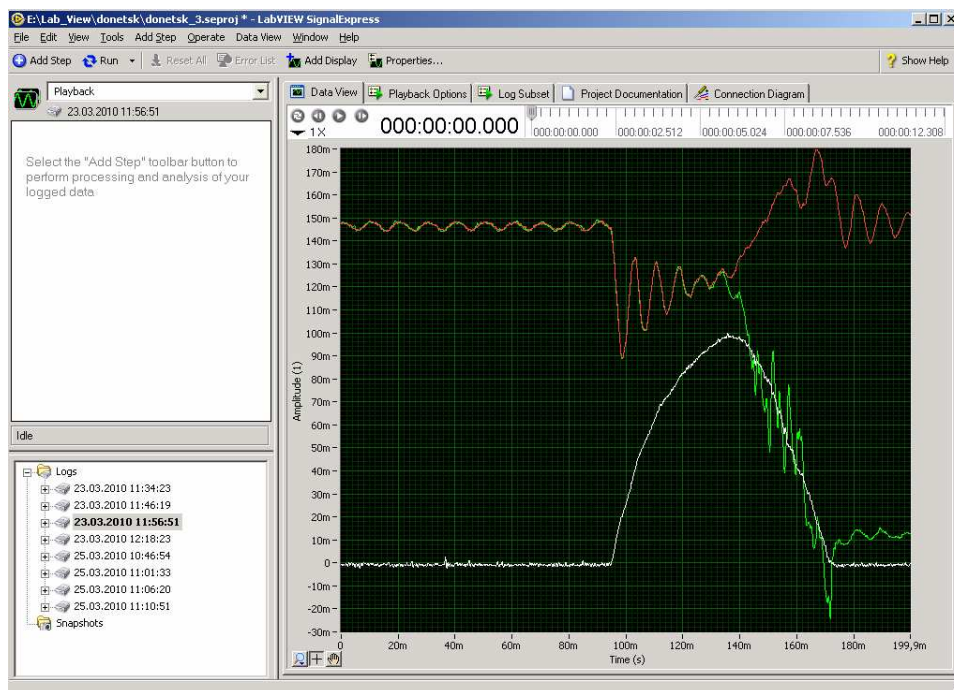 E:\Lab_View\donetsk\donetsk_3.seproj * - LabVIEW SignalExpress
File Edit View Tools Add Step Operate Data View Window Help
Add Step Run Reset All Error List Add Display Properties... Show Help
Playback
23.03.2010 11:56:51
Select the "Add Step" toolbar button to
perform processing and analysis of your
logged data
Idle
Logs
23.03.2010 11:34:23
23.03.2010 11:46:19
23.03.2010 11:56:51
23.03.2010 12:18:23
25.03.2010 10:46:54
25.03.2010 11:01:33
25.03.2010 11:06:20
25.03.2010 11:10:51
Snapshots
Data View Playback Options Log Subset Project Documentation Connection Diagram
1X 000:00:00.000
000:00:00.000 000:00:02.512 000:00:05.024 000:00:07.536 000:00:12.308
180m
170m
160m
150m
140m
130m
120m
110m
100m
90m
80m
70m
60m
50m
40m
30m
20m
10m
0
-10m
-20m
-30m
Amplitude (1)
0 20m 40m 60m 80m 100m 120m 140m 160m 180m 199,9m
Time (s)